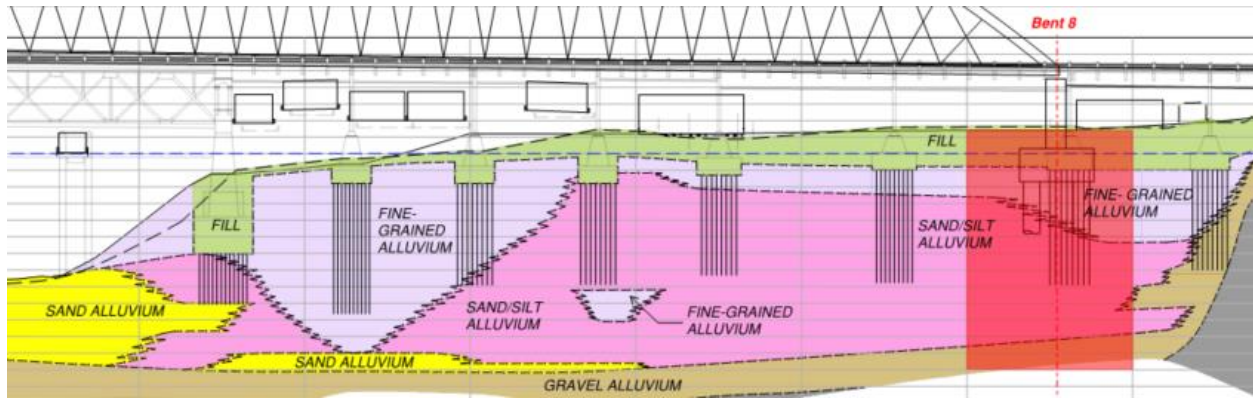 Bent 8
FILL
FILL
FINE-
GRAINED
ALLUVIUM
FINE- GRAINED
ALLUVIUM
SAND/SILT
ALLUVIUM
SAND ALLUVIUM
SAND/SILT
ALLUVIUM
FINE-GRAINED
ALLUVIUM
SAND ALLUVIUM
GRAVEL ALLUVIUM